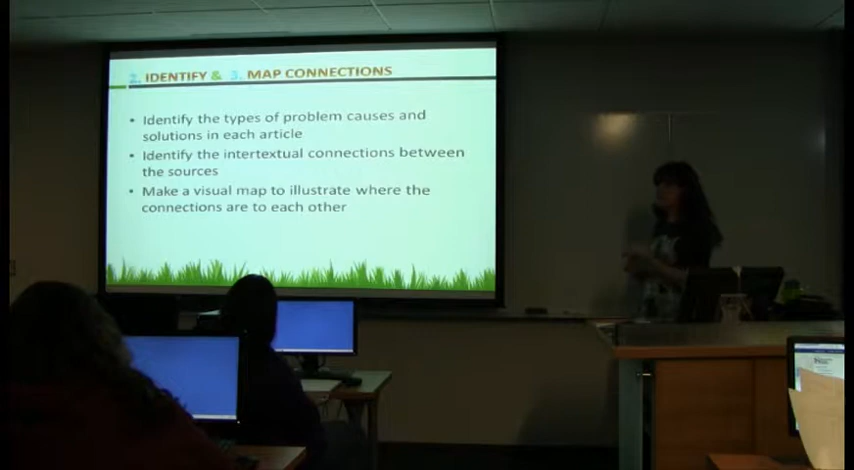 2. IDENTIFY & 3. MAP CONNECTIONS
• Identify the types of problem causes and
solutions in each article
• Identify the intertextual connections between
the sources
• Make a visual map to illustrate where the
connections are to each other